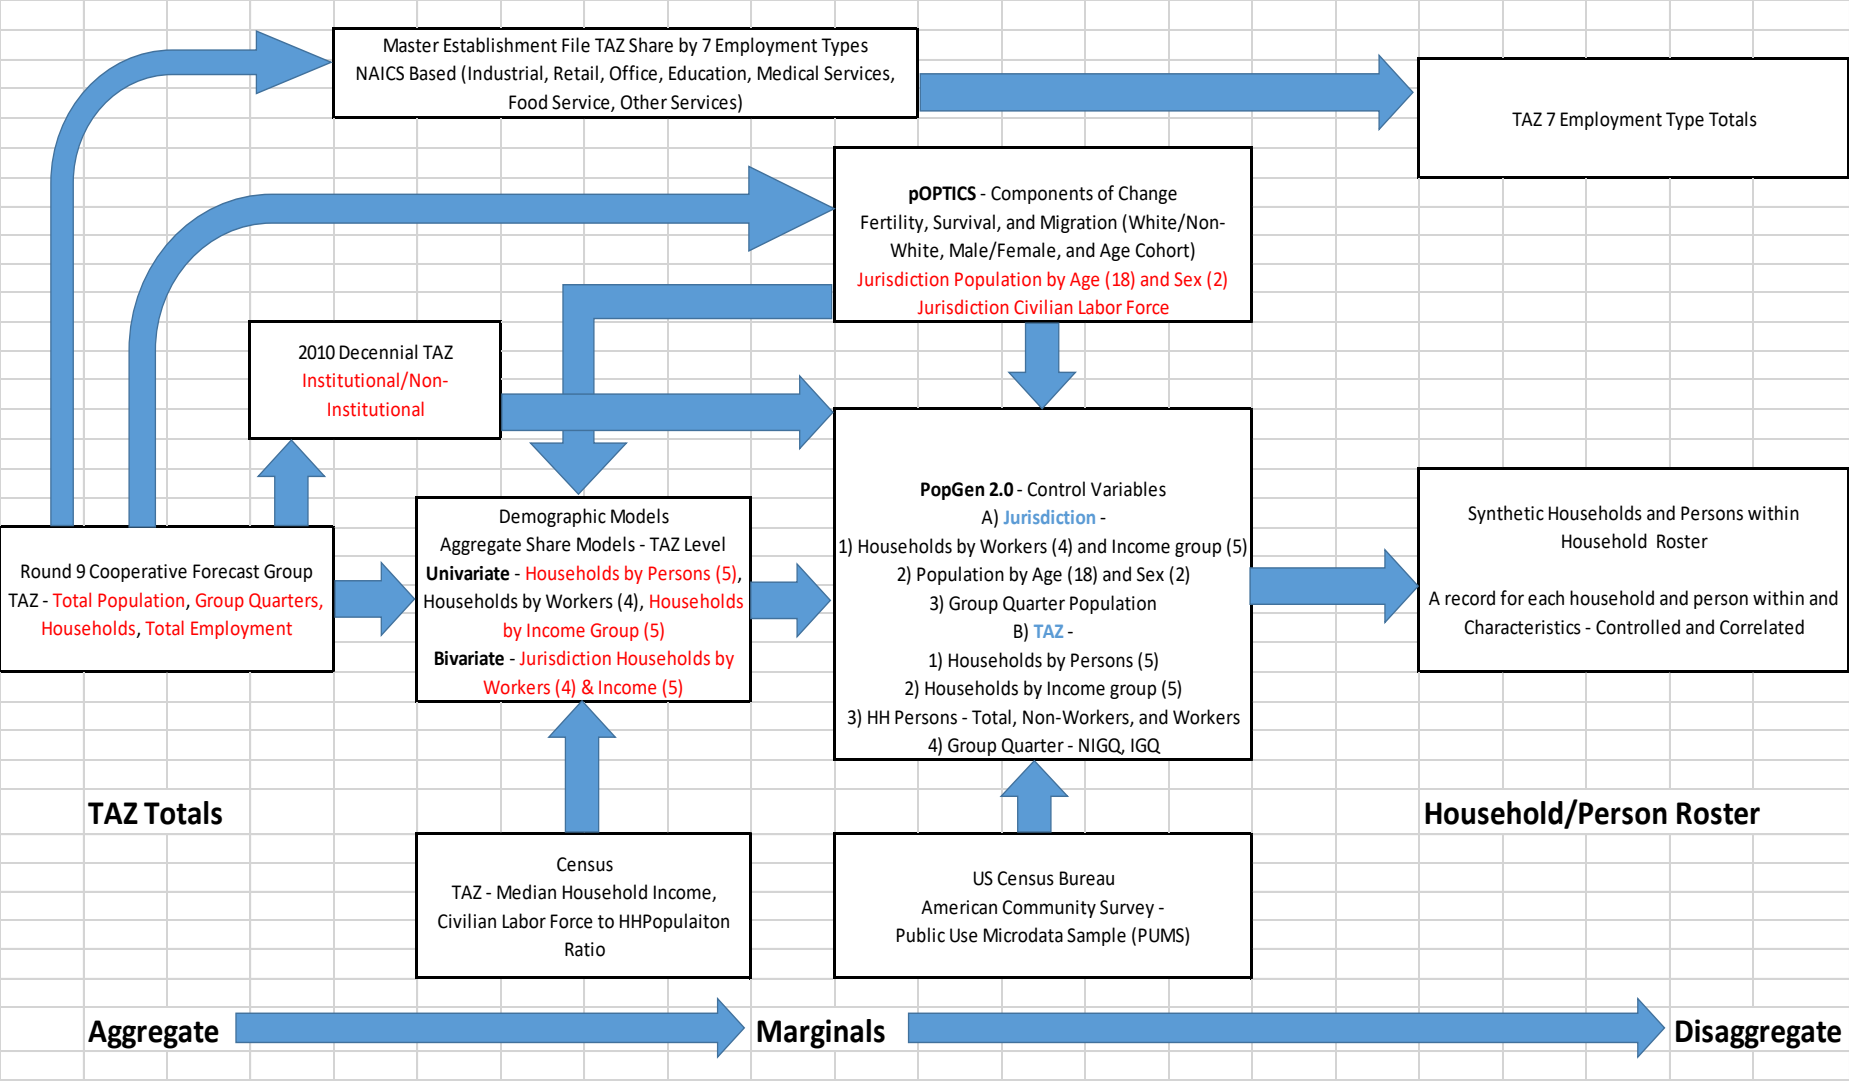 Master Establishment File TAZ Share by 7 Employment Types
NAICS Based (Industrial, Retail, Office, Education, Medical Services,
Food Service, Other Services)
TAZ 7 Employment Type Totals
pOPTICS - Components of Change
Fertility, Survival, and Migration (White/Non-
White, Male/Female, and Age Cohort)
Jurisdiction Population by Age (18) and Sex (2)
Jurisdiction Civilian Labor Force
2010 Decennial TAZ
Institutional/Non-
Institutional
Round 9 Cooperative Forecast Group
TAZ - Total Population, Group Quarters,
Households, Total Employment
Demographic Models
Aggregate Share Models - TAZ Level
Univariate - Households by Persons (5),
Households by Workers (4), Households
by Income Group (5)
Bivariate - Jurisdiction Households by
Workers (4) & Income (5)
PopGen 2.0 - Control Variables
A) Jurisdiction -
1) Households by Workers (4) and Income group (5)
2) Population by Age (18) and Sex (2)
3) Group Quarter Population
B) TAZ -
1) Households by Persons (5)
2) Households by Income group (5)
3) HH Persons - Total, Non-Workers, and Workers
4) Group Quarter - NIGQ, IGQ
Synthetic Households and Persons within
Household Roster
A record for each household and person within and
Characteristics - Controlled and Correlated
TAZ Totals
Household/Person Roster
Census
TAZ - Median Household Income,
Civilian Labor Force to HHPopulaiton
Ratio
US Census Bureau
American Community Survey -
Public Use Microdata Sample (PUMS)
Aggregate
Marginals
Disaggregate